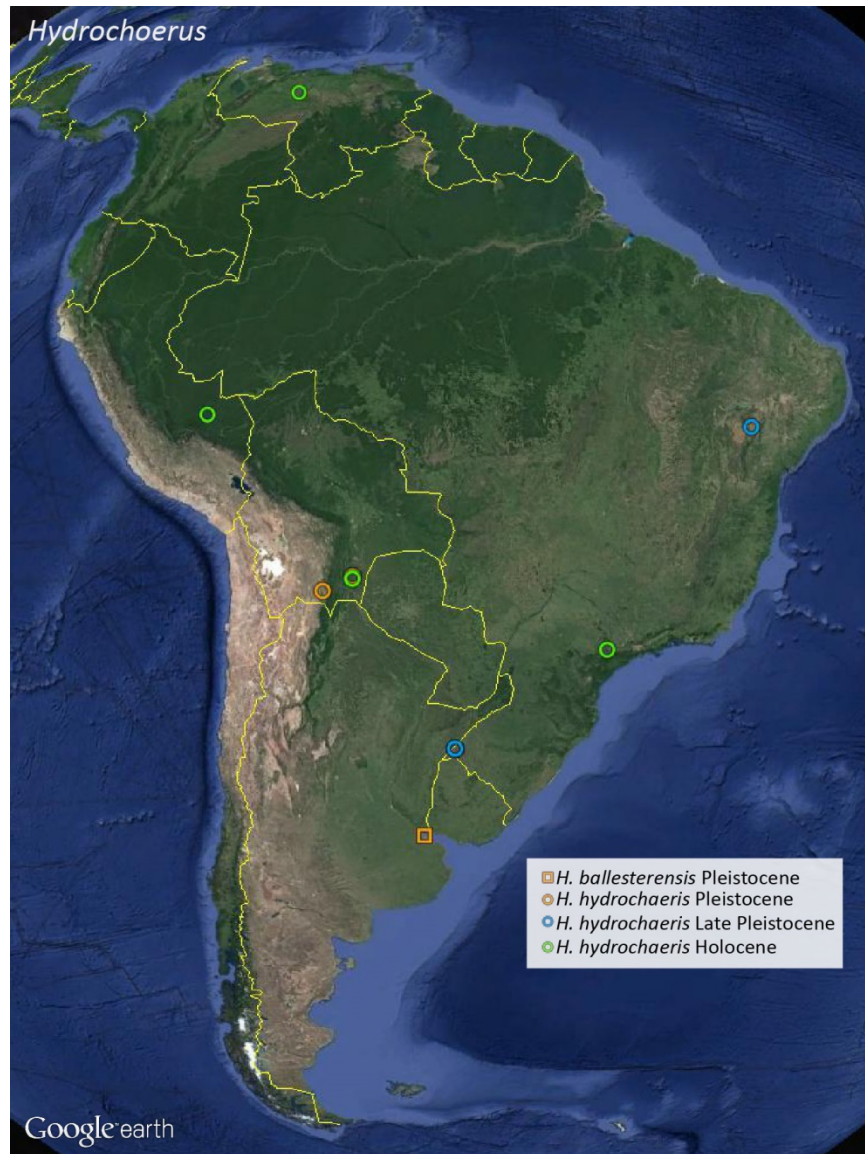 Hydrochoerus
H. ballesterensis Pleistocene
H. hydrochaeris Pleistocene
H. hydrochaeris Late Pleistocene
H. hydrochaeris Holocene
Google earth